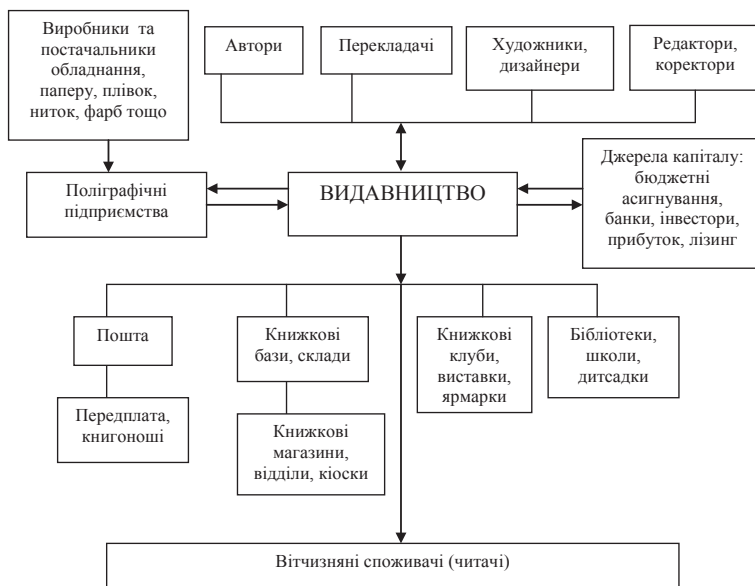 Виробники та
постачальники
обладнання,
паперу, плівок,
ниток, фарб тощо
Автори
Перекладачі
Художники,
дизайнери
Редактори,
коректори
Поліграфічні
підприємства
ВИДАВНИЦТВО
Джерела капіталу:
бюджетні
асигнування,
банки, інвестори,
прибуток, лізинг
Пошта
Книжкові
бази, склади
Книжкові
клуби,
виставки,
ярмарки
Бібліотеки,
школи,
дитсадки
Передплата,
книгоноші
Книжкові
магазини,
відділи, кіоски
Вітчизняні споживачі (читачі)